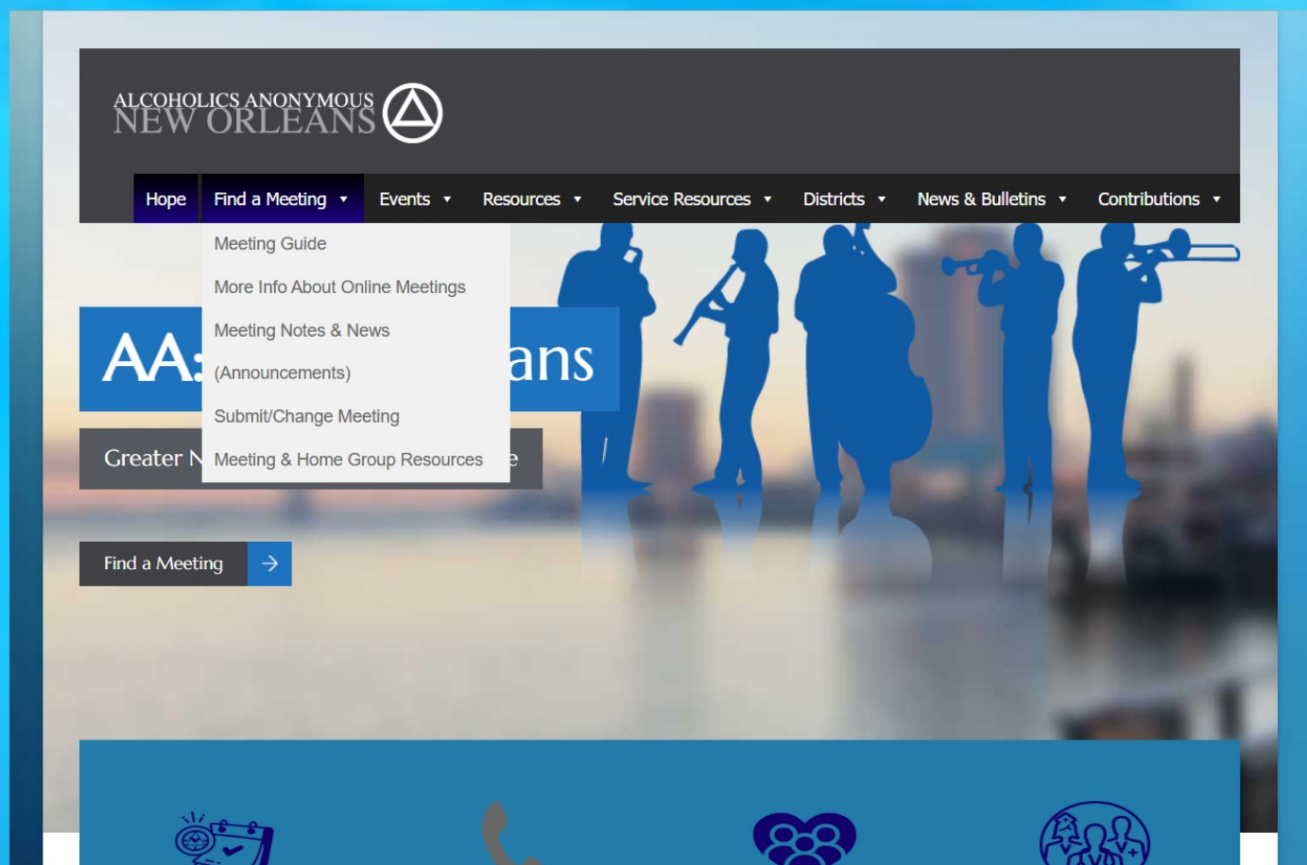 ALCOHOLICS ANONYMOUS
NEW ORLEANS
Hope Find a Meeting Events Resources Service Resources Districts News & Bulletins Contributions
Meeting Guide
More Info About Online Meetings
Meeting Notes & News
(Announcements)
Submit/Change Meeting
Meeting & Home Group Resources
AA:
Greater
Find a Meeting